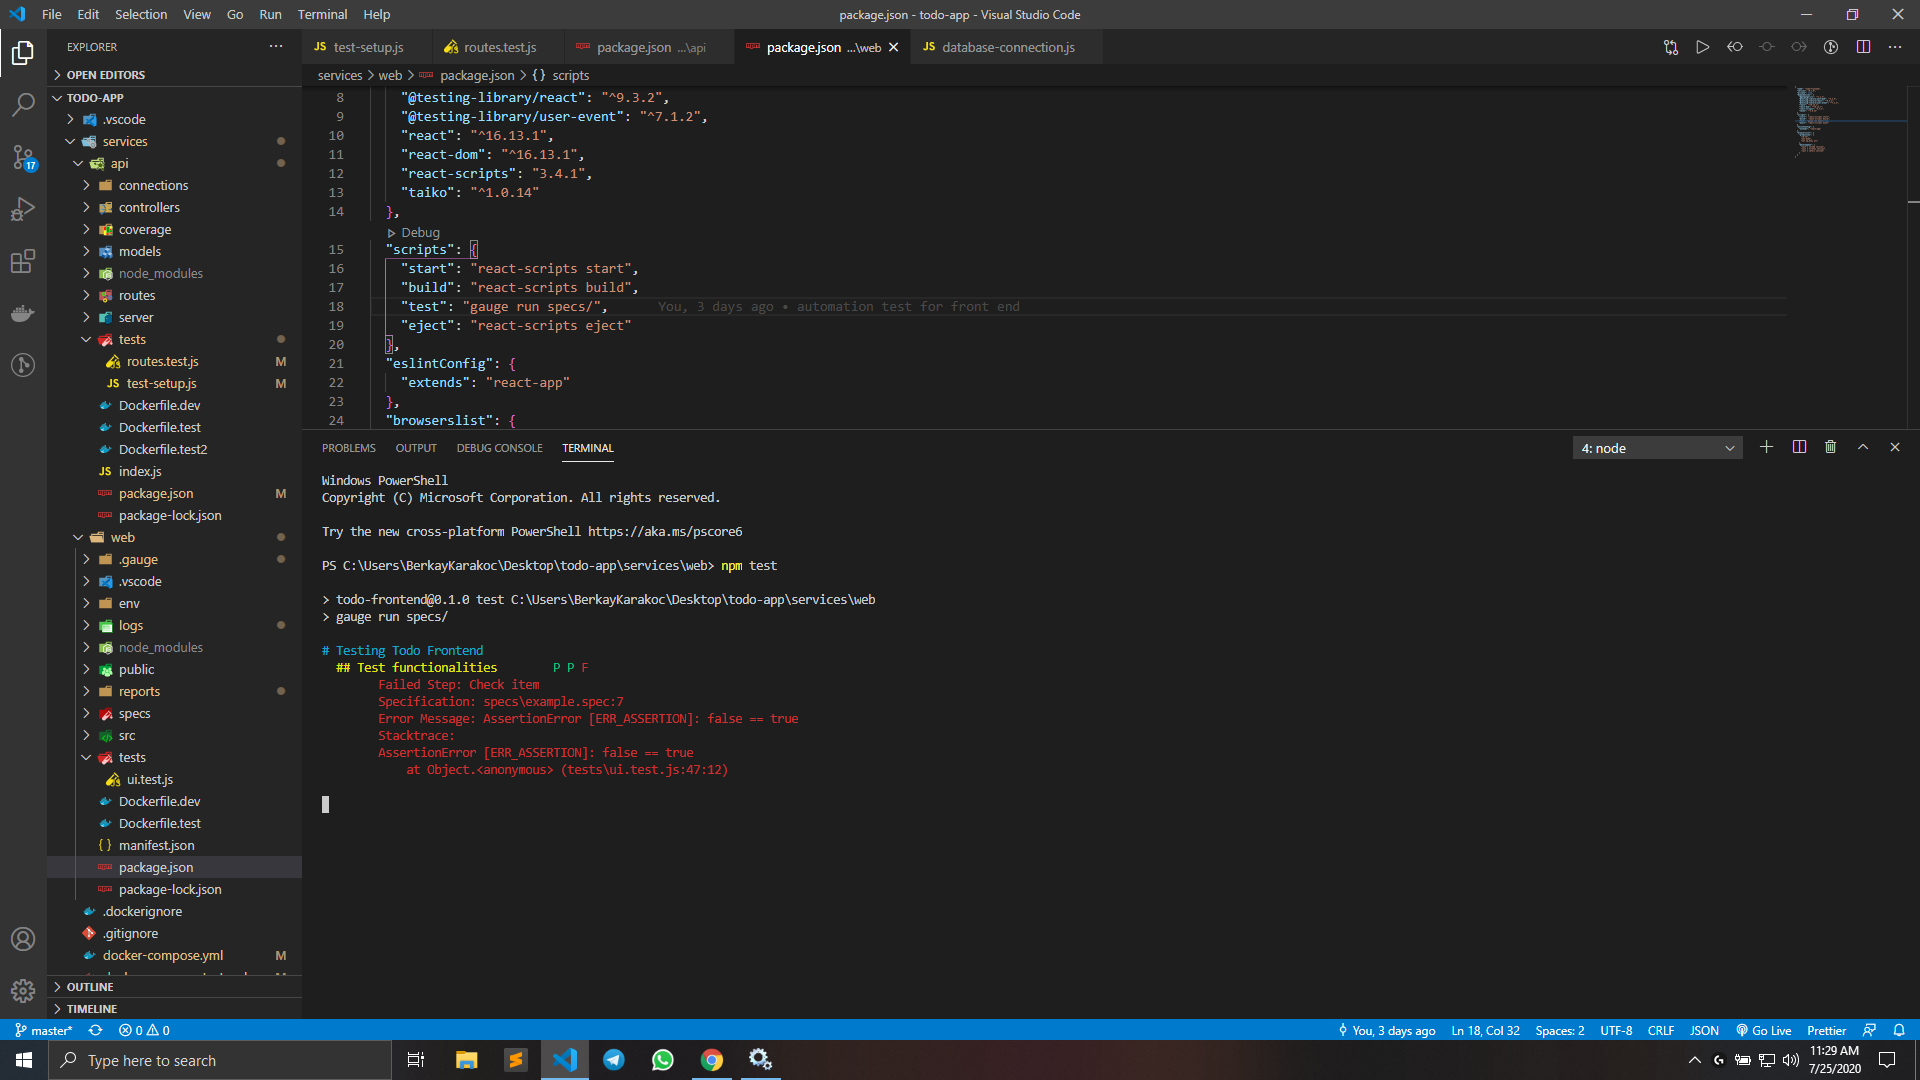 File Edit Selection View Go Run Terminal Help
package.json - todo-app - Visual Studio Code
EXPLORER
OPEN EDITORS
TODO-APP
.vscode
services
api
connections
controllers
coverage
models
node_modules
routes
server
tests
routes.test.js M
test-setup.js M
Dockerfile.dev
Dockerfile.test
Dockerfile.test2
index.js
package.json M
package-lock.json
web
.gauge
.vscode
env
logs
node_modules
public
reports
specs
src
tests
ui.test.js
Dockerfile.dev
Dockerfile.test
manifest.json
package.json
package-lock.json
.dockerignore
.gitignore
docker-compose.yml M
OUTLINE
TIMELINE
17
JS test-setup.js
routes.test.js
package.json ...\api
package.json ...\web
JS database-connection.js
services > web > package.json > {} scripts
8 "@testing-library/react": "^9.3.2",
9 "@testing-library/user-event": "^7.1.2",
10 "react": "^16.13.1",
11 "react-dom": "^16.13.1",
12 "react-scripts": "3.4.1",
13 "taiko": "^1.0.14"
14 },
Debug
15 "scripts": {
16 "start": "react-scripts start",
17 "build": "react-scripts build",
18 "test": "gauge run specs/", You, 3 days ago • automation test for front end
19 "eject": "react-scripts eject"
20 },
21 "eslintConfig": {
22 "extends": "react-app"
23 },
24 "browserslist": {
PROBLEMS OUTPUT DEBUG CONSOLE TERMINAL
4: node
Windows PowerShell
Copyright (C) Microsoft Corporation. All rights reserved.
Try the new cross-platform PowerShell https://aka.ms/pscore6
PS C:\Users\BerkayKarakoc\Desktop\todo-app\services\web> npm test
> todo-frontend@0.1.0 test C:\Users\BerkayKarakoc\Desktop\todo-app\services\web
> gauge run specs/
# Testing Todo Frontend
## Test functionalities P P F
Failed Step: Check item
Specification: specs\example.spec:7
Error Message: AssertionError [ERR_ASSERTION]: false == true
Stacktrace:
AssertionError [ERR_ASSERTION]: false == true
at Object.<anonymous> (tests\ui.test.js:47:12)
master* 0 0
You, 3 days ago Ln 18, Col 32 Spaces: 2 UTF-8 CRLF JSON Go Live Prettier
Type here to search
11:29 AM
7/25/2020